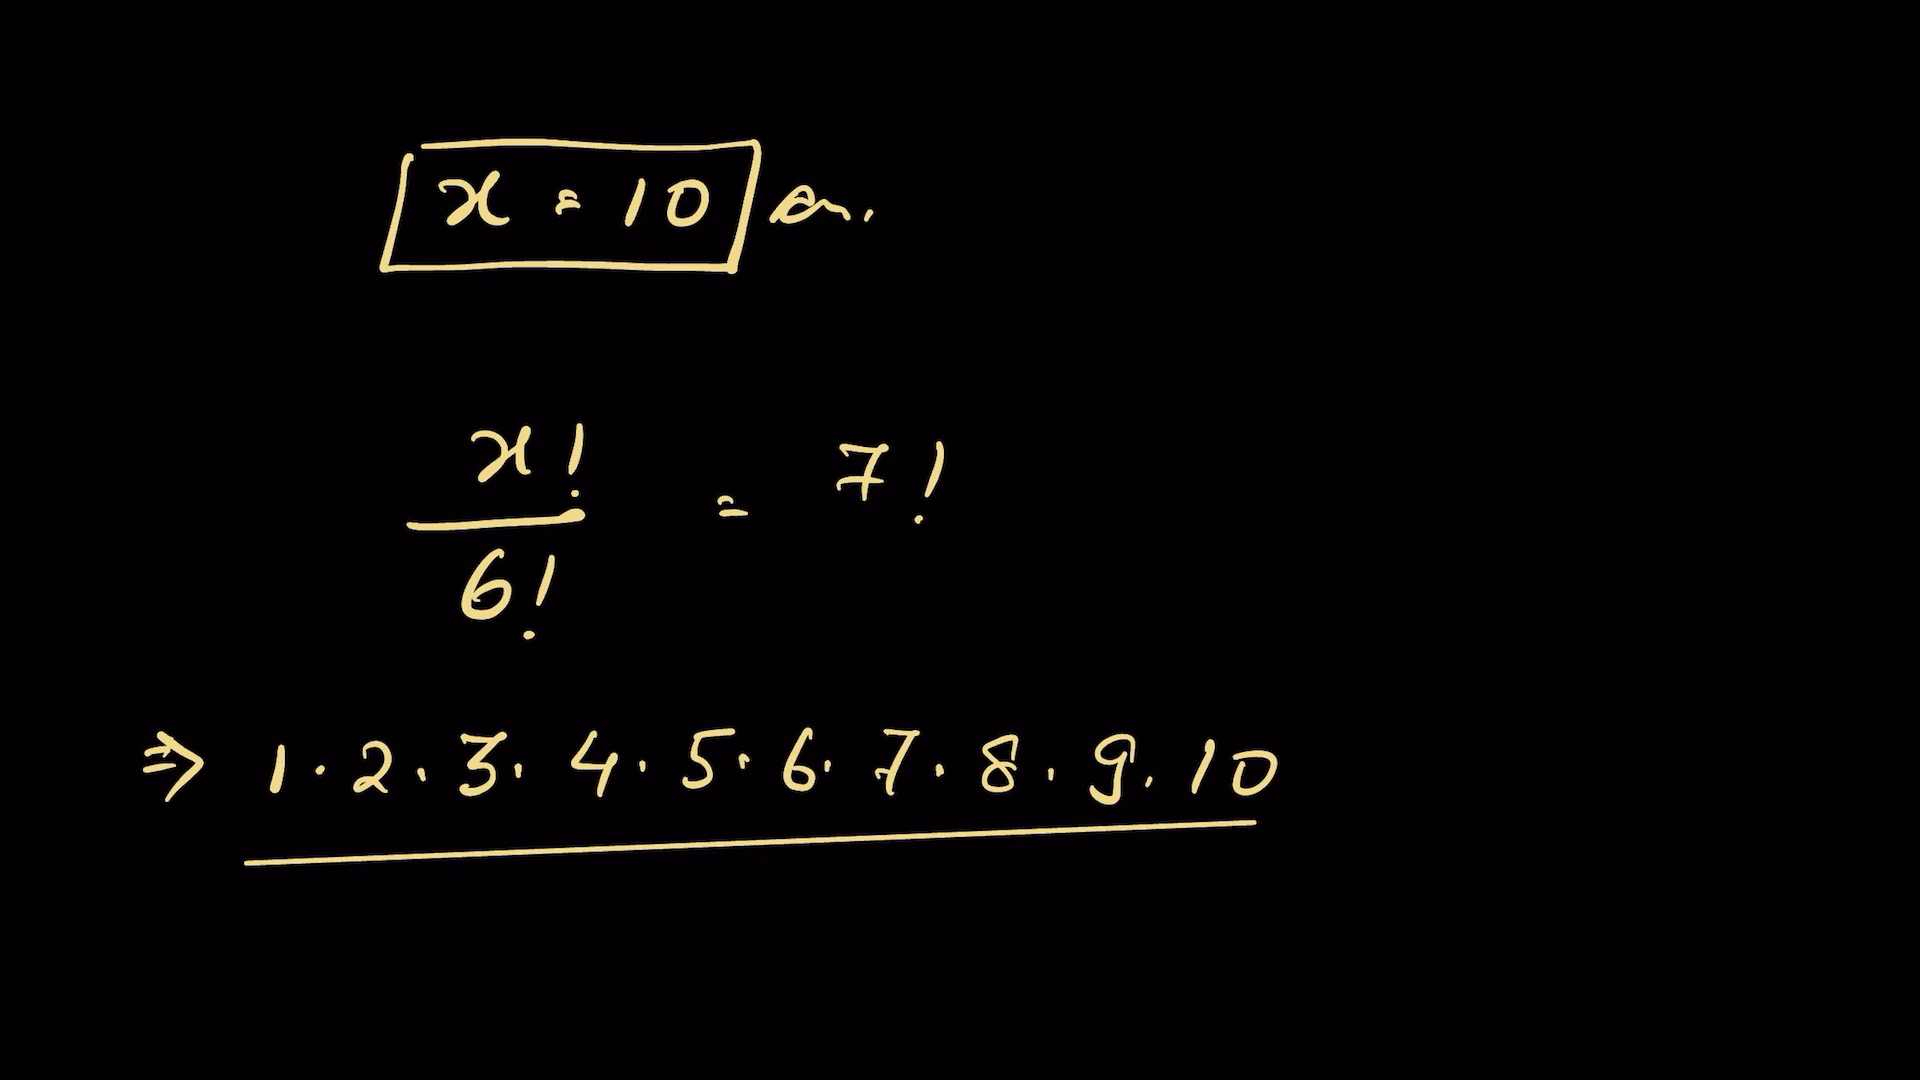 x = 10 an.
x!
= 7!
6!
⇒ 1 · 2 · 3 · 4 · 5 · 6 · 7 · 8 · 9 · 10